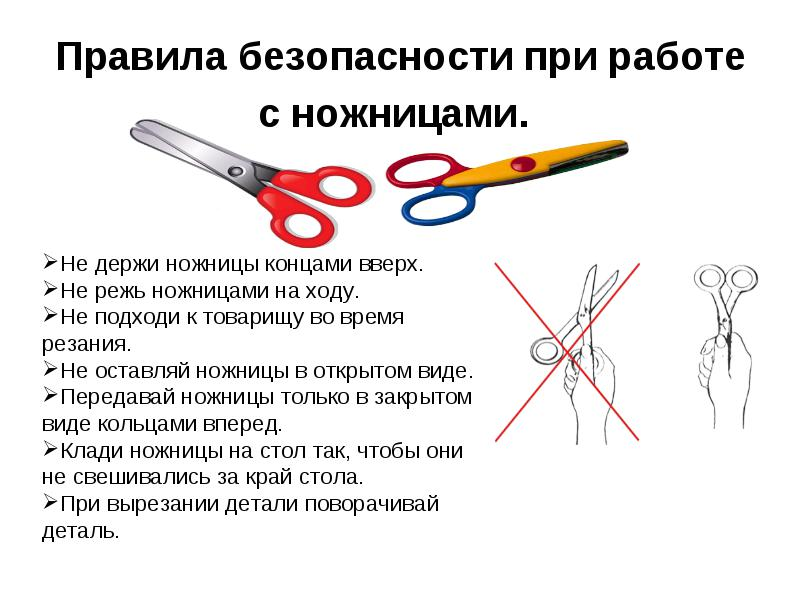 Правила безопасности при работе
с ножницами.
➢Не держи ножницы концами вверх.
➢Не режь ножницами на ходу.
➢Не подходи к товарищу во время
резания.
➢Не оставляй ножницы в открытом виде.
➢Передавай ножницы только в закрытом
виде кольцами вперед.
➢Клади ножницы на стол так, чтобы они
не свешивались за край стола.
➢При вырезании детали поворачивай
деталь.